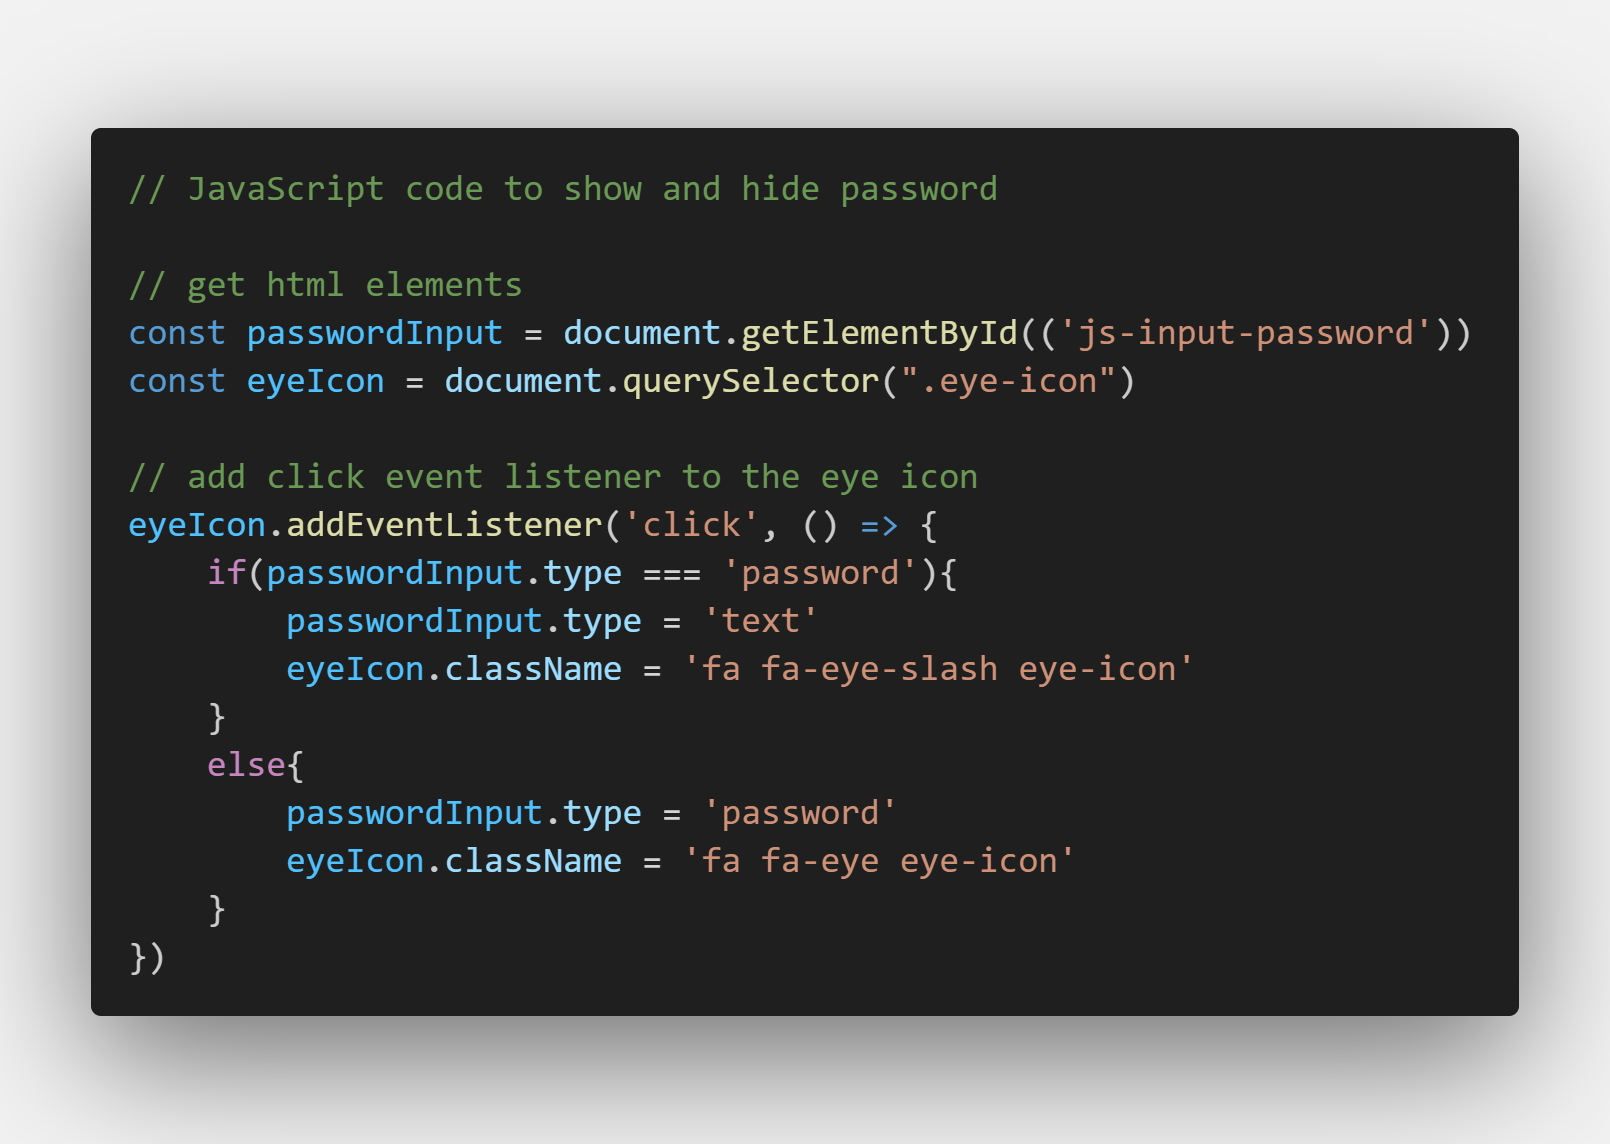 // JavaScript code to show and hide password
// get html elements
const passwordInput = document.getElementById(('js-input-password'))
const eyeIcon = document.querySelector(".eye-icon")
// add click event listener to the eye icon
eyeIcon.addEventListener('click', () => {
    if(passwordInput.type === 'password'){
        passwordInput.type = 'text'
        eyeIcon.className = 'fa fa-eye-slash eye-icon'
    }
    else{
        passwordInput.type = 'password'
        eyeIcon.className = 'fa fa-eye eye-icon'
    }
})